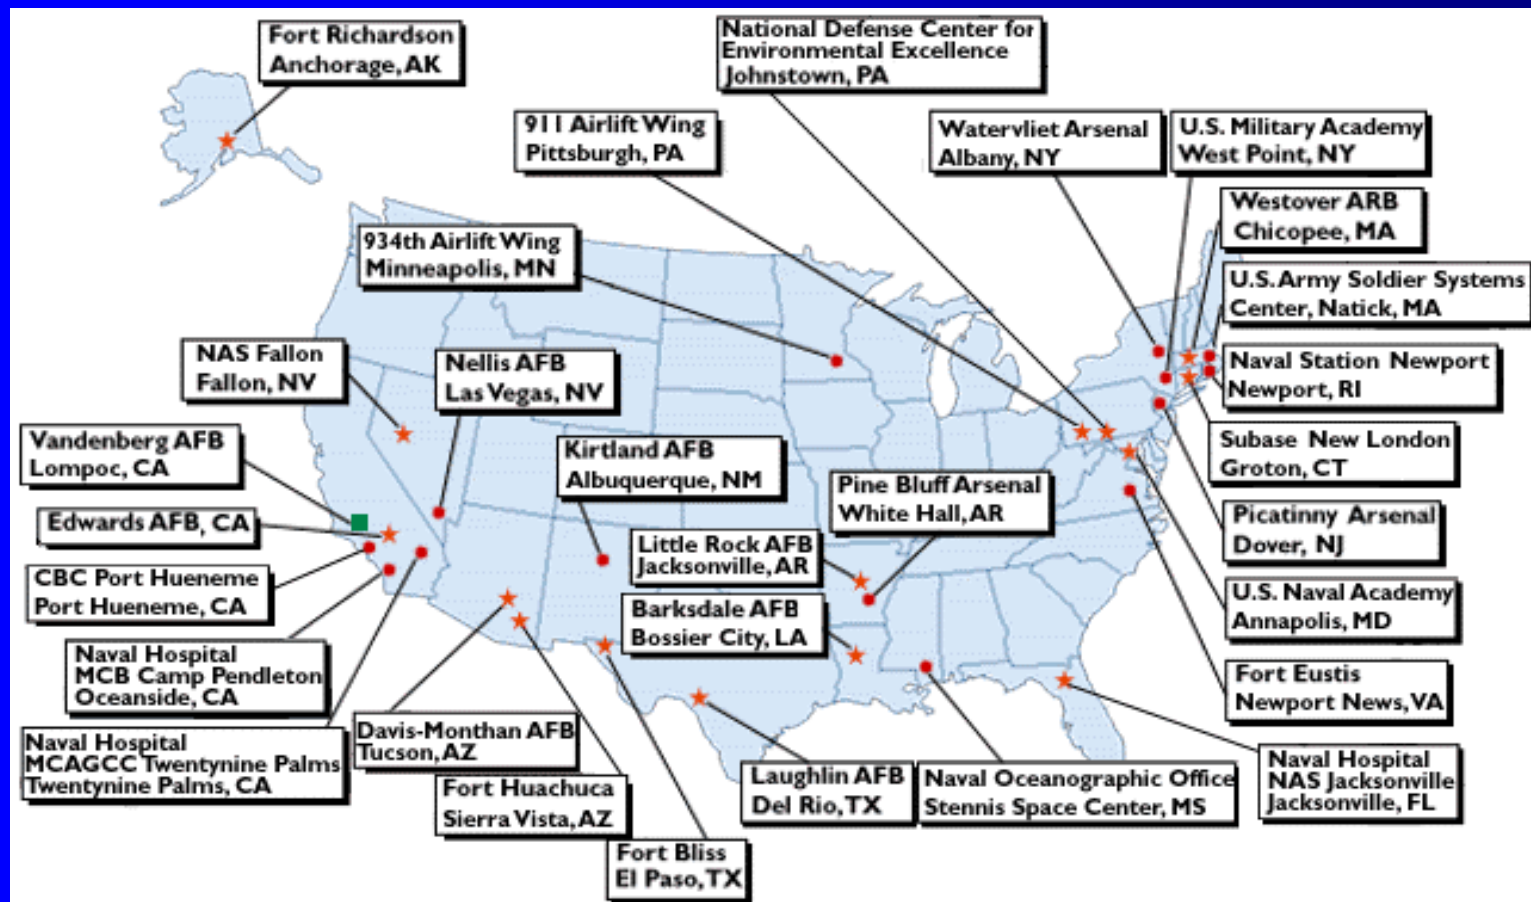 Fort Richardson
Anchorage, AK
National Defense Center for
Environmental Excellence
Johnstown, PA
911 Airlift Wing
Pittsburgh, PA
Watervliet Arsenal
Albany, NY
U.S. Military Academy
West Point, NY
Westover ARB
Chicopee, MA
934th Airlift Wing
Minneapolis, MN
U.S. Army Soldier Systems
Center, Natick, MA
NAS Fallon
Fallon, NV
Nellis AFB
Las Vegas, NV
Naval Station Newport
Newport, RI
Vandenberg AFB
Lompoc, CA
Kirtland AFB
Albuquerque, NM
Subase New London
Groton, CT
Pine Bluff Arsenal
White Hall, AR
Edwards AFB, CA
Little Rock AFB
Jacksonville, AR
Picatinny Arsenal
Dover, NJ
CBC Port Hueneme
Port Hueneme, CA
Barksdale AFB
Bossier City, LA
U.S. Naval Academy
Annapolis, MD
Naval Hospital
MCB Camp Pendleton
Oceanside, CA
Fort Eustis
Newport News, VA
Naval Hospital
MCAGCC Twentynine Palms
Twentynine Palms, CA
Davis-Monthan AFB
Tucson, AZ
Fort Huachuca
Sierra Vista, AZ
Laughlin AFB
Del Rio, TX
Naval Oceanographic Office
Stennis Space Center, MS
Naval Hospital
NAS Jacksonville
Jacksonville, FL
Fort Bliss
El Paso, TX